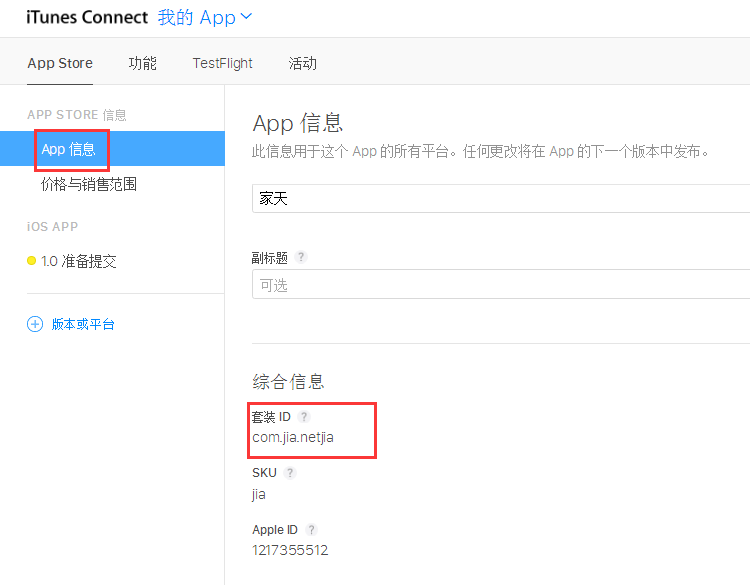 iTunes Connect 我的 App
App Store 功能 TestFlight 活动
APP STORE 信息
App 信息
价格与销售范围
iOS APP
1.0 准备提交
版本或平台
App 信息
此信息用于这个 App 的所有平台。任何更改将在 App 的下一个版本中发布。
家天
副标题 ?
可选
综合信息
套装 ID ?
com.jia.netjia
SKU ?
jia
Apple ID ?
1217355512